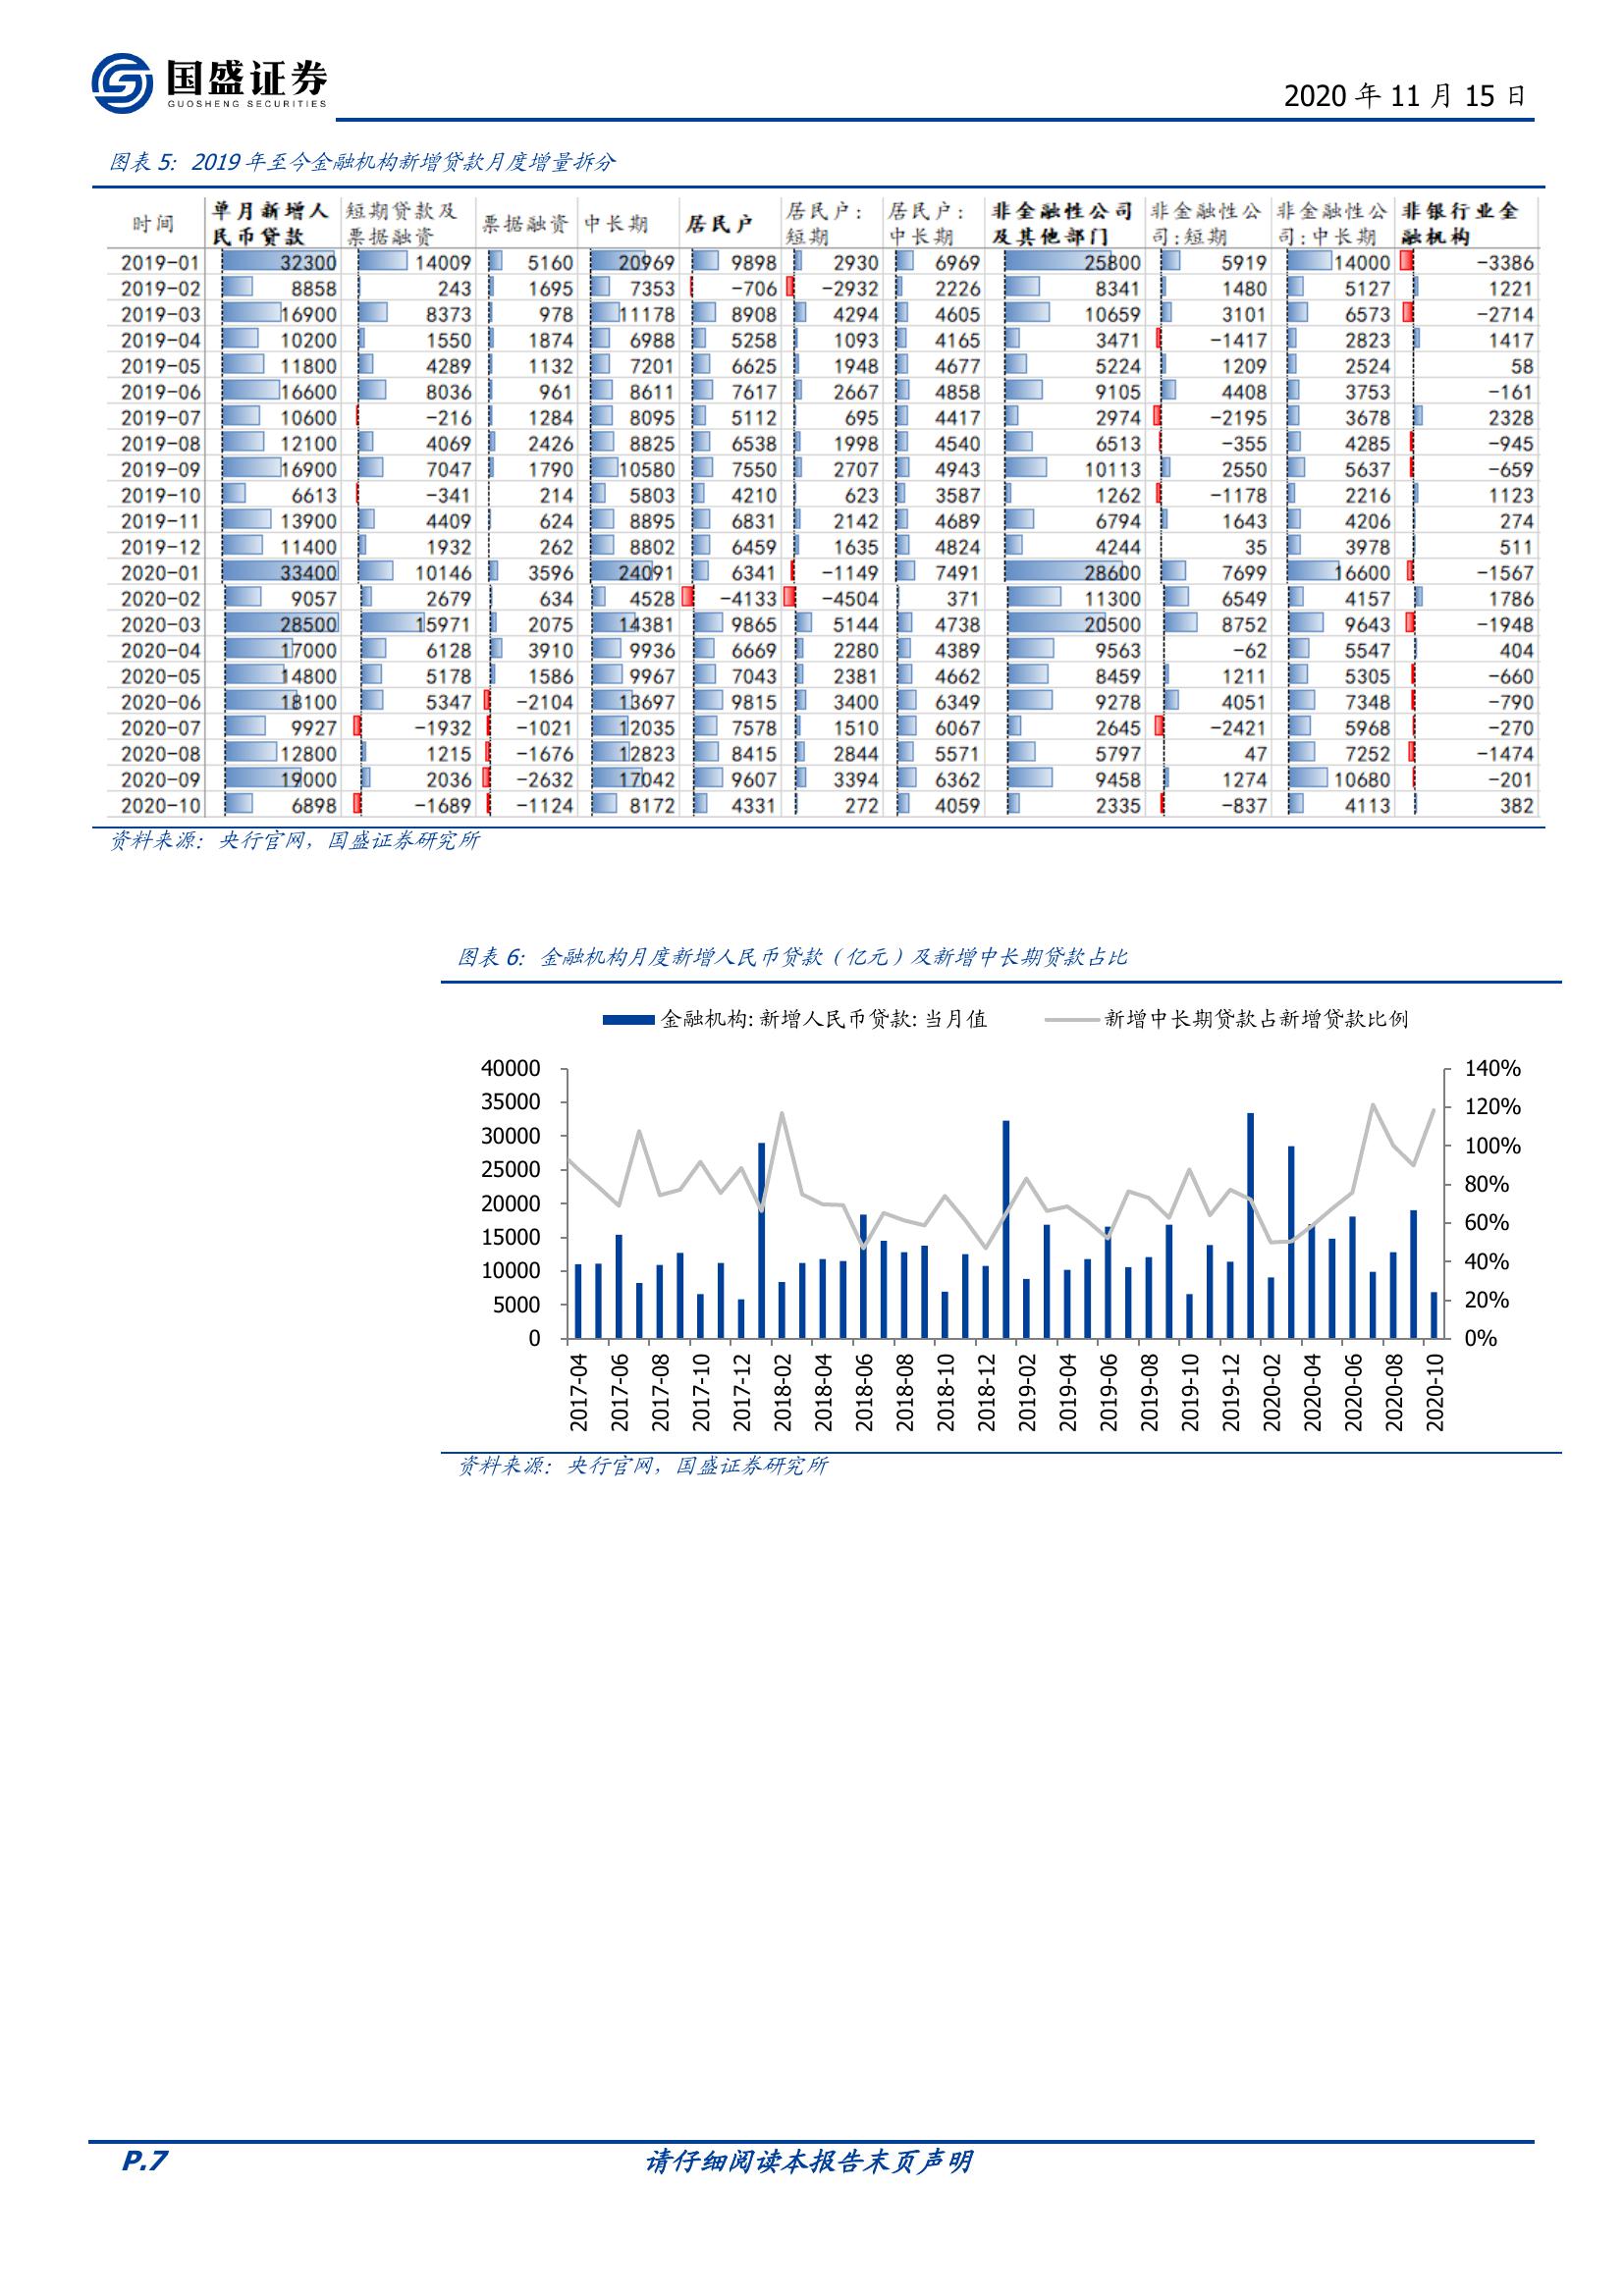 国盛证券
GUOSHENG SECURITIES
2020 年 11 月 15 日
图表 5：2019 年至今金融机构新增贷款月度增量拆分
时间 单月新增人民币贷款 短期贷款及票据融资 票据融资 中长期 居民户 居民户:短期 居民户:中长期 非金融性公司及其他部门 非金融性公司:短期 非金融性公司:中长期 非银行业金融机构
2019-01 32300 14009 5160 20969 9898 2930 6969 25800 5919 14000 -3386
2019-02 8858 243 1695 7353 -706 -2932 2226 8341 1480 5127 1221
2019-03 16900 8373 978 11178 8908 4294 4605 10659 3101 6573 -2714
2019-04 10200 1550 1874 6988 5258 1093 4165 3471 -1417 2823 1417
2019-05 11800 4289 1132 7201 6625 1948 4677 5224 1209 2524 58
2019-06 16600 8036 961 8611 7617 2667 4858 9105 4408 3753 -161
2019-07 10600 -216 1284 8095 5112 695 4417 2974 -2195 3678 2328
2019-08 12100 4069 2426 8825 6538 1998 4540 6513 -355 4285 -945
2019-09 16900 7047 1790 10580 7550 2707 4943 10113 2550 5637 -659
2019-10 6613 -341 214 5803 4210 623 3587 1262 -1178 2216 1123
2019-11 13900 4409 624 8895 6831 2142 4689 6794 1643 4206 274
2019-12 11400 1932 262 8802 6459 1635 4824 4244 35 3978 511
2020-01 33400 10146 3596 24091 6341 -1149 7491 28600 7699 16600 -1567
2020-02 9057 2679 634 4528 -4133 -4504 371 11300 6549 4157 1786
2020-03 28500 15971 2075 14381 9865 5144 4738 20500 8752 9643 -1948
2020-04 17000 6128 3910 9936 6669 2280 4389 9563 -62 5547 404
2020-05 14800 5178 1586 9967 7043 2381 4662 8459 1211 5305 -660
2020-06 18100 5347 -2104 13697 9815 3400 6349 9278 4051 7348 -790
2020-07 9927 -1932 -1021 12035 7578 1510 6067 2645 -2421 5968 -270
2020-08 12800 1215 -1676 12823 8415 2844 5571 5797 47 7252 -1474
2020-09 19000 2036 -2632 17042 9607 3394 6362 9458 1274 10680 -201
2020-10 6898 -1689 -1124 8172 4331 272 4059 2335 -837 4113 382
资料来源：央行官网，国盛证券研究所
图表 6：金融机构月度新增人民币贷款（亿元）及新增中长期贷款占比
金融机构:新增人民币贷款:当月值 新增中长期贷款占新增贷款比例
40000 140%
35000 120%
30000 100%
25000 80%
20000 60%
15000 40%
10000 20%
5000 0%
0
2017-04 2017-06 2017-08 2017-10 2017-12 2018-02 2018-04 2018-06 2018-08 2018-10 2018-12 2019-02 2019-04 2019-06 2019-08 2019-10 2019-12 2020-02 2020-04 2020-06 2020-08 2020-10
资料来源：央行官网，国盛证券研究所
P.7 请仔细阅读本报告末页声明